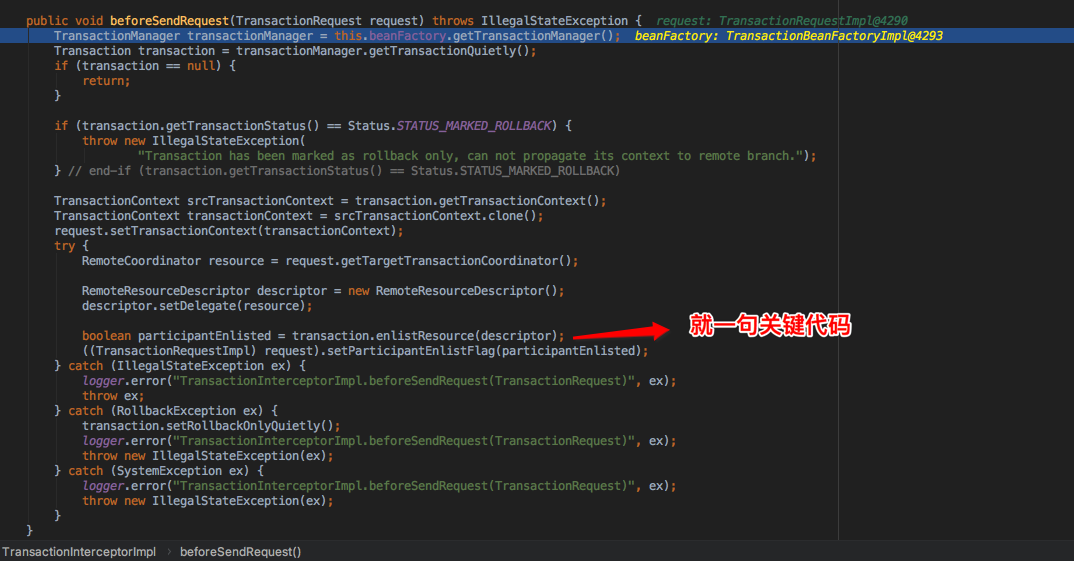 public void beforeSendRequest(TransactionRequest request) throws IllegalStateException {  request: TransactionRequestImpl@4290
    TransactionManager transactionManager = this.beanFactory.getTransactionManager();  beanFactory: TransactionBeanFactoryImpl@4293
    Transaction transaction = transactionManager.getTransactionQuietly();
    if (transaction == null) {
        return;
    }
    if (transaction.getTransactionStatus() == Status.STATUS_MARKED_ROLLBACK) {
        throw new IllegalStateException(
                "Transaction has been marked as rollback only, can not propagate its context to remote branch.");
    } // end-if (transaction.getTransactionStatus() == Status.STATUS_MARKED_ROLLBACK)
    TransactionContext srcTransactionContext = transaction.getTransactionContext();
    TransactionContext transactionContext = srcTransactionContext.clone();
    request.setTransactionContext(transactionContext);
    try {
        RemoteCoordinator resource = request.getTargetTransactionCoordinator();
        RemoteResourceDescriptor descriptor = new RemoteResourceDescriptor();
        descriptor.setDelegate(resource);
        boolean participantEnlisted = transaction.enlistResource(descriptor);
就一句关键代码
        ((TransactionRequestImpl) request).setParticipantEnlistFlag(participantEnlisted);
    } catch (IllegalStateException ex) {
        logger.error("TransactionInterceptorImpl.beforeSendRequest(TransactionRequest)", ex);
        throw ex;
    } catch (RollbackException ex) {
        transaction.setRollbackOnlyQuietly();
        logger.error("TransactionInterceptorImpl.beforeSendRequest(TransactionRequest)", ex);
        throw new IllegalStateException(ex);
    } catch (SystemException ex) {
        logger.error("TransactionInterceptorImpl.beforeSendRequest(TransactionRequest)", ex);
        throw new IllegalStateException(ex);
    }
}
TransactionInterceptorImpl › beforeSendRequest()